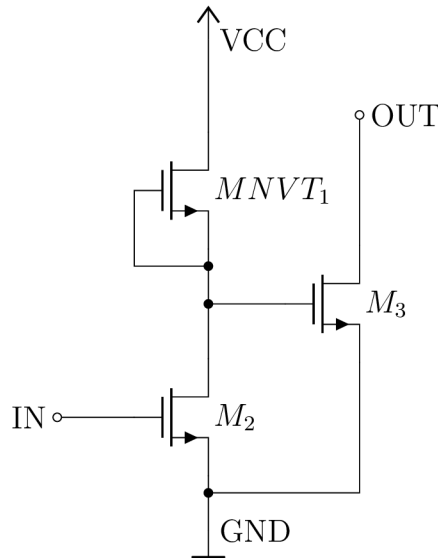 VCC
OUT
MNVT₁
M₃
IN
M₂
GND